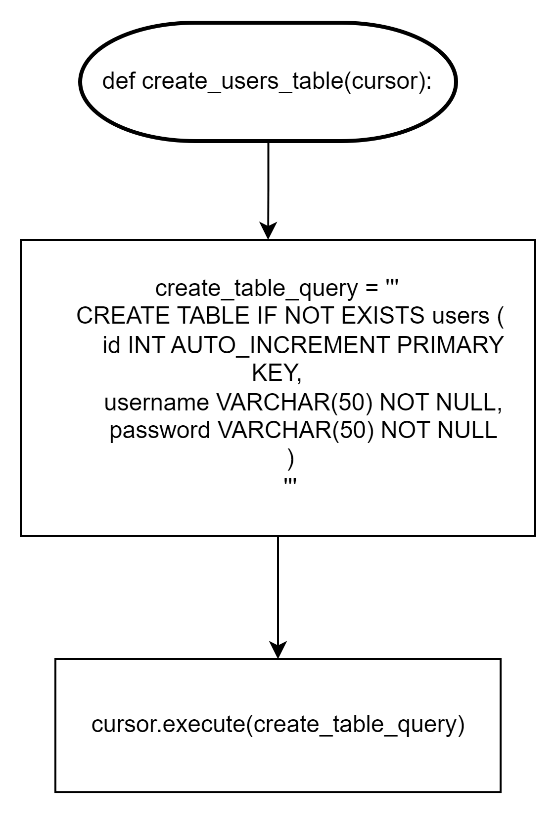 def create_users_table(cursor):
create_table_query = '''
CREATE TABLE IF NOT EXISTS users (
id INT AUTO_INCREMENT PRIMARY
KEY,
username VARCHAR(50) NOT NULL,
password VARCHAR(50) NOT NULL
)
'''
cursor.execute(create_table_query)